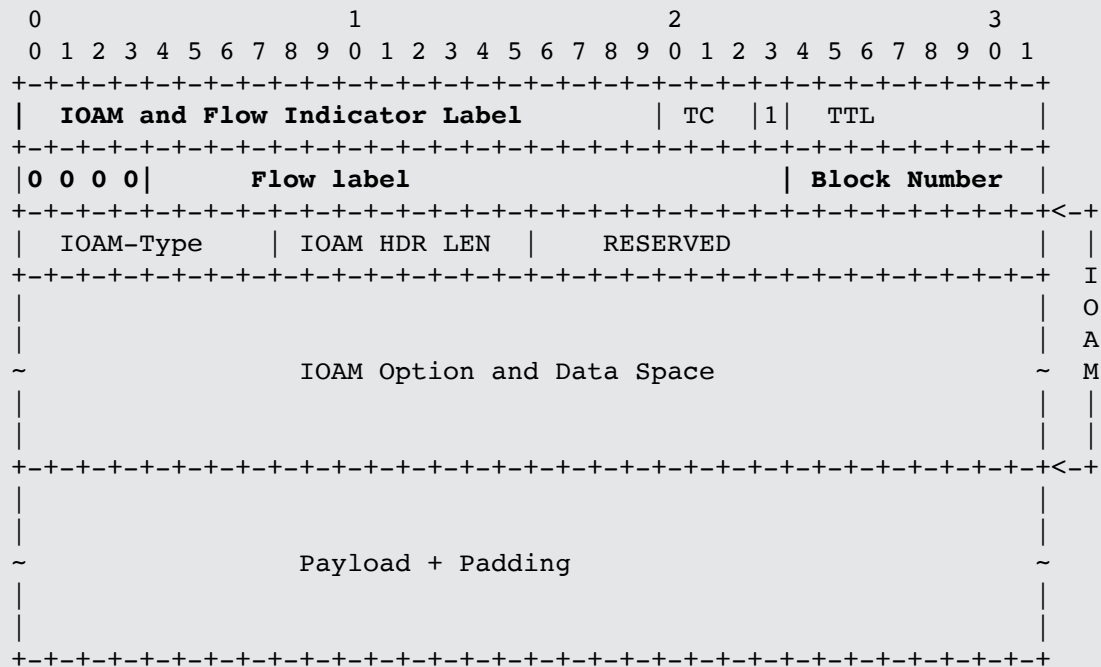 0                   1                   2                   3
 0 1 2 3 4 5 6 7 8 9 0 1 2 3 4 5 6 7 8 9 0 1 2 3 4 5 6 7 8 9 0 1
+-+-+-+-+-+-+-+-+-+-+-+-+-+-+-+-+-+-+-+-+-+-+-+-+-+-+-+-+-+-+-+-+
|  IOAM and Flow Indicator Label        | TC  |1|  TTL          |
+-+-+-+-+-+-+-+-+-+-+-+-+-+-+-+-+-+-+-+-+-+-+-+-+-+-+-+-+-+-+-+-+
|0 0 0 0|      Flow label                       | Block Number  |
+-+-+-+-+-+-+-+-+-+-+-+-+-+-+-+-+-+-+-+-+-+-+-+-+-+-+-+-+-+-+-+-+<-+
|  IOAM-Type    | IOAM HDR LEN  |    RESERVED                   |  |
+-+-+-+-+-+-+-+-+-+-+-+-+-+-+-+-+-+-+-+-+-+-+-+-+-+-+-+-+-+-+-+-+  I
|                                                               |  O
|                                                               |  A
~                 IOAM Option and Data Space                    ~  M
|                                                               |  |
|                                                               |  |
+-+-+-+-+-+-+-+-+-+-+-+-+-+-+-+-+-+-+-+-+-+-+-+-+-+-+-+-+-+-+-+-+<-+
|                                                               |
|                                                               |
~                 Payload + Padding                             ~
|                                                               |
|                                                               |
+-+-+-+-+-+-+-+-+-+-+-+-+-+-+-+-+-+-+-+-+-+-+-+-+-+-+-+-+-+-+-+-+